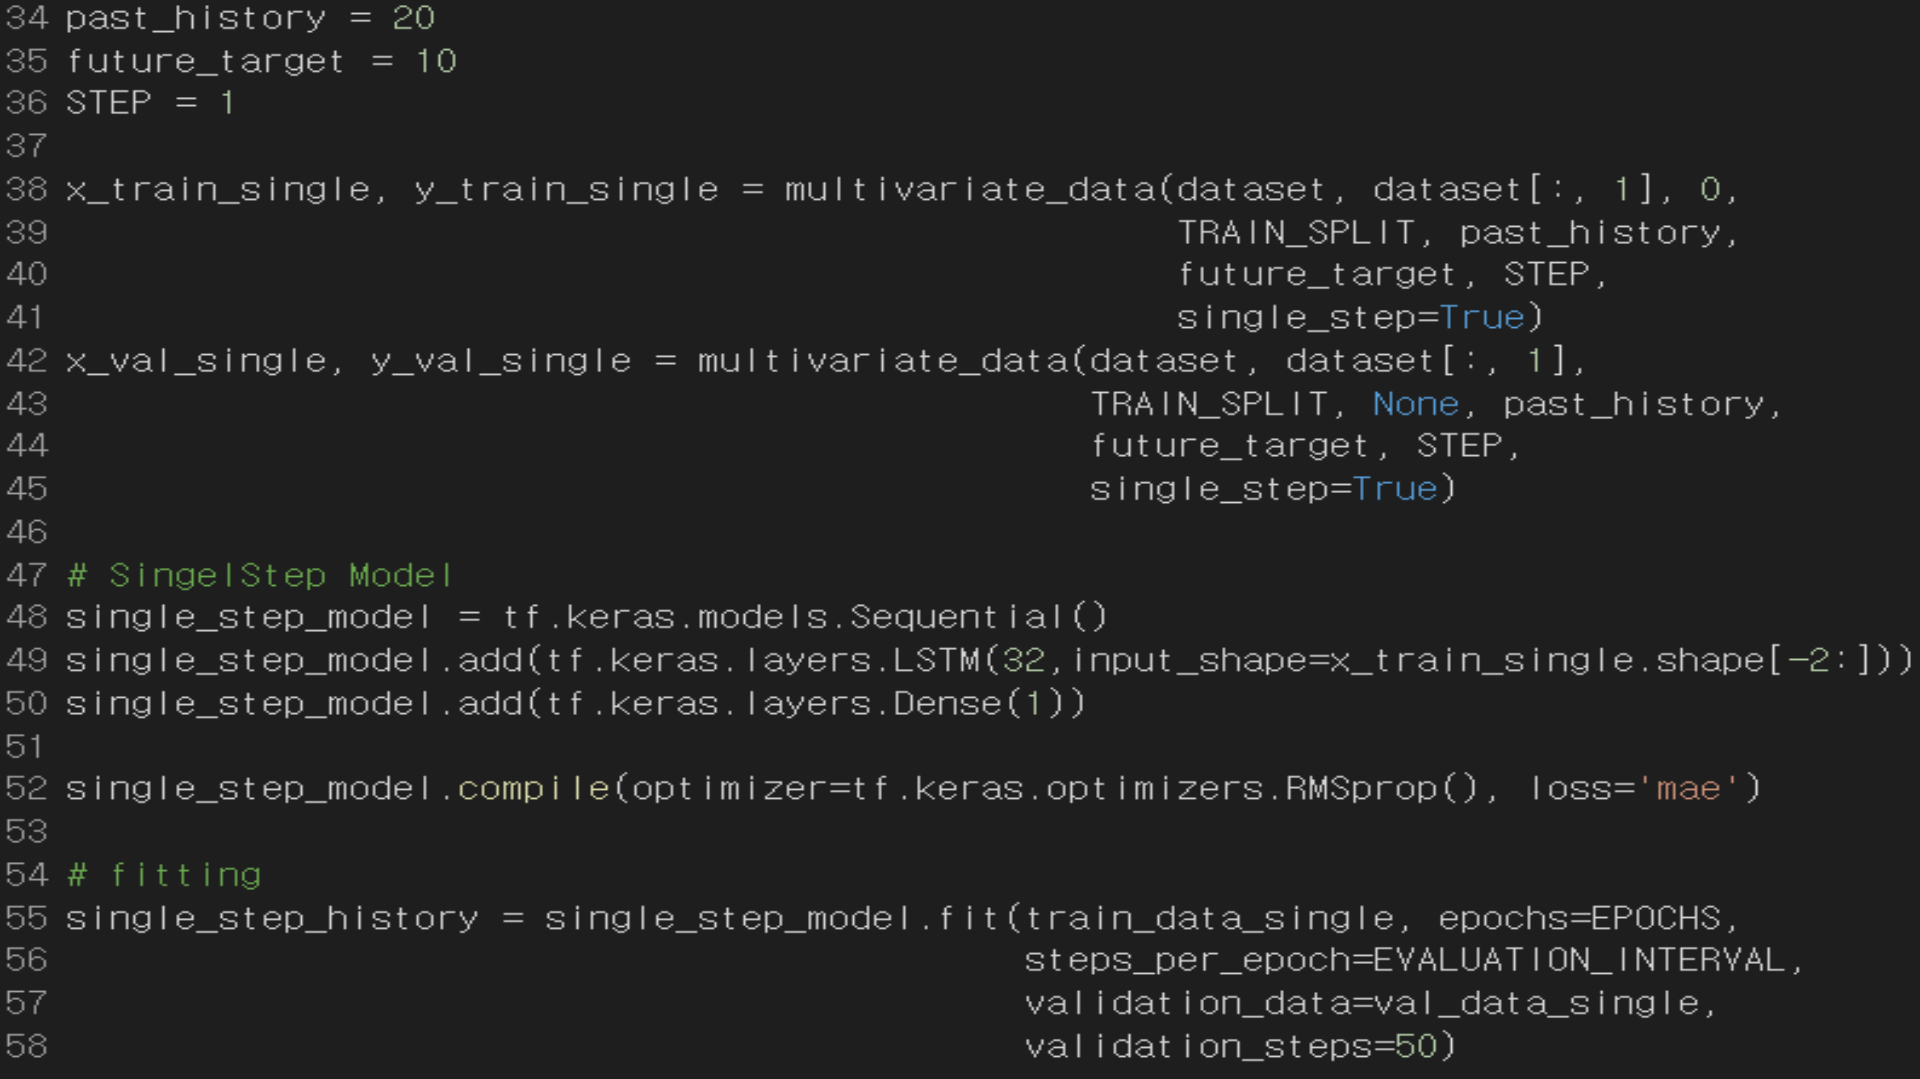 34 past_history = 20
35 future_target = 10
36 STEP = 1
37
38 x_train_single, y_train_single = multivariate_data(dataset, dataset[:, 1], 0,
39                                                    TRAIN_SPLIT, past_history,
40                                                    future_target, STEP,
41                                                    single_step=True)
42 x_val_single, y_val_single = multivariate_data(dataset, dataset[:, 1],
43                                                TRAIN_SPLIT, None, past_history,
44                                                future_target, STEP,
45                                                single_step=True)
46
47 # SingelStep Model
48 single_step_model = tf.keras.models.Sequential()
49 single_step_model.add(tf.keras.layers.LSTM(32,input_shape=x_train_single.shape[-2:]))
50 single_step_model.add(tf.keras.layers.Dense(1))
51
52 single_step_model.compile(optimizer=tf.keras.optimizers.RMSprop(), loss='mae')
53
54 # fitting
55 single_step_history = single_step_model.fit(train_data_single, epochs=EPOCHS,
56                                             steps_per_epoch=EVALUATION_INTERVAL,
57                                             validation_data=val_data_single,
58                                             validation_steps=50)